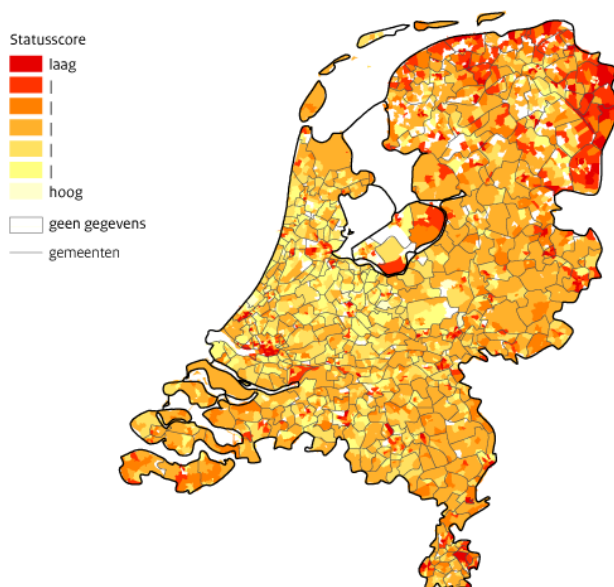 Statusscore
laag
|
|
|
|
|
hoog
geen gegevens
gemeenten